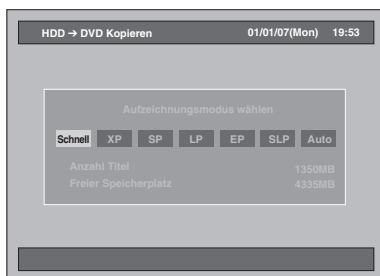 HDD → DVD Kopieren 01/01/07(Mon) 19:53
Aufzeichnungsmodus wählen
Schnell XP SP LP EP SLP Auto
Anzahl Titel 1350MB
Freier Speicherplatz 4335MB